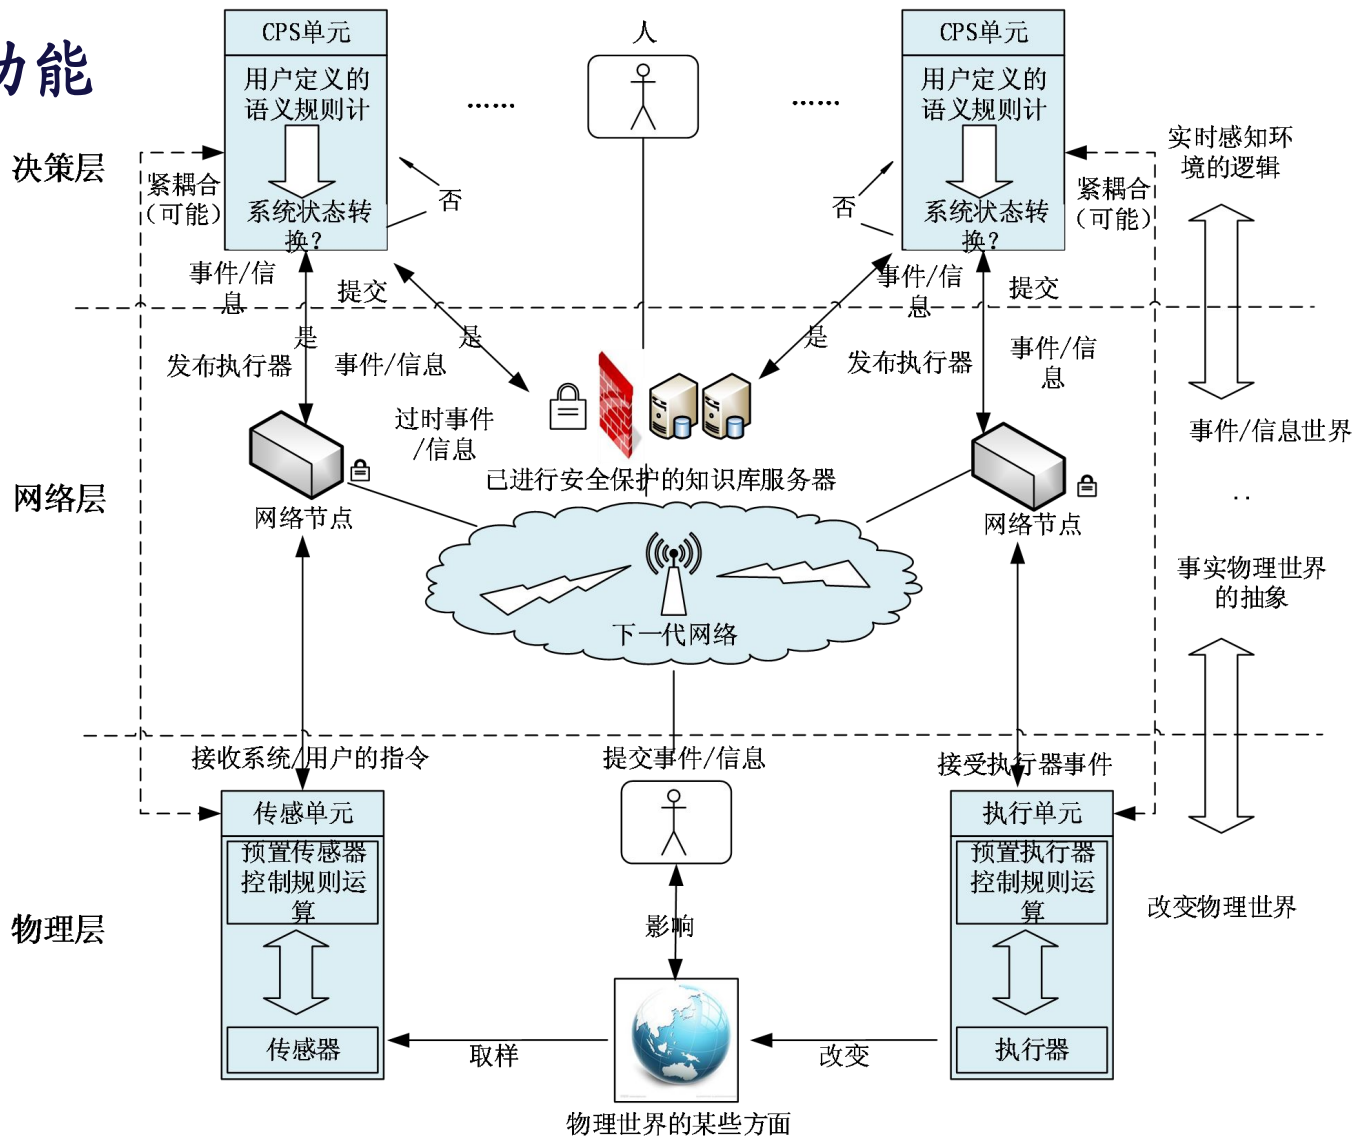 功能
决策层
CPS单元
用户定义的
语义规则计
系统状态转
换？
……
人
……
CPS单元
用户定义的
语义规则计
系统状态转
换？
紧耦合
（可能）
否
否
紧耦合
（可能）
实时感知环
境的逻辑
事件/信
息
提交
事件/信
息
提交
网络层
是
发布执行器
事件/信息
是
过时事件
/信息
是
发布执行器
事件/信
息
事件/信息世界
..
已进行安全保护的知识库服务器
网络节点
网络节点
下一代网络
事实物理世界
的抽象
物理层
接收系统/用户的指令
提交事件/信息
接受执行器事件
传感单元
预置传感器
控制规则运
算
传感器
影响
执行单元
预置执行器
控制规则运
算
执行器
改变物理世界
取样
改变
物理世界的某些方面